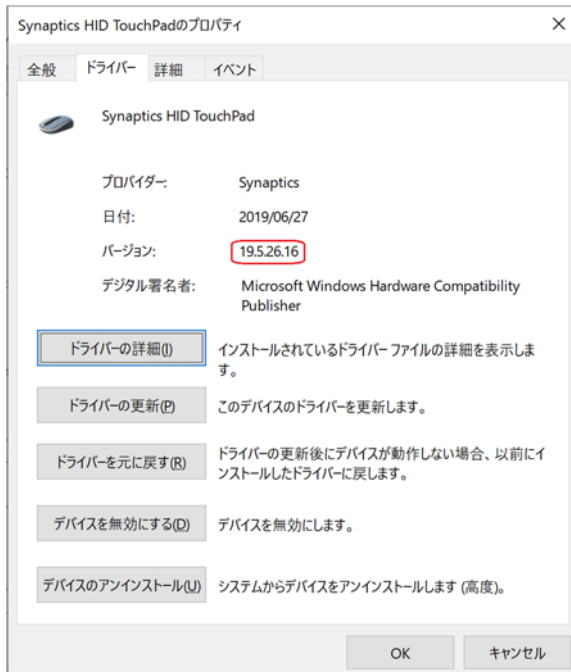 Synaptics HID TouchPadのプロパティ
全般 ドライバー 詳細 イベント
Synaptics HID TouchPad
プロバイダー: Synaptics
日付: 2019/06/27
バージョン: 19.5.26.16
デジタル署名者: Microsoft Windows Hardware Compatibility
Publisher
ドライバーの詳細(I) インストールされているドライバー ファイルの詳細を表示しま
す。
ドライバーの更新(P) このデバイスのドライバーを更新します。
ドライバーを元に戻す(R) ドライバーの更新後にデバイスが動作しない場合、以前にイ
ンストールしたドライバーに戻します。
デバイスを無効にする(D) デバイスを無効にします。
デバイスのアンインストール(U) システムからデバイスをアンインストールします (高度)。
OK キャンセル